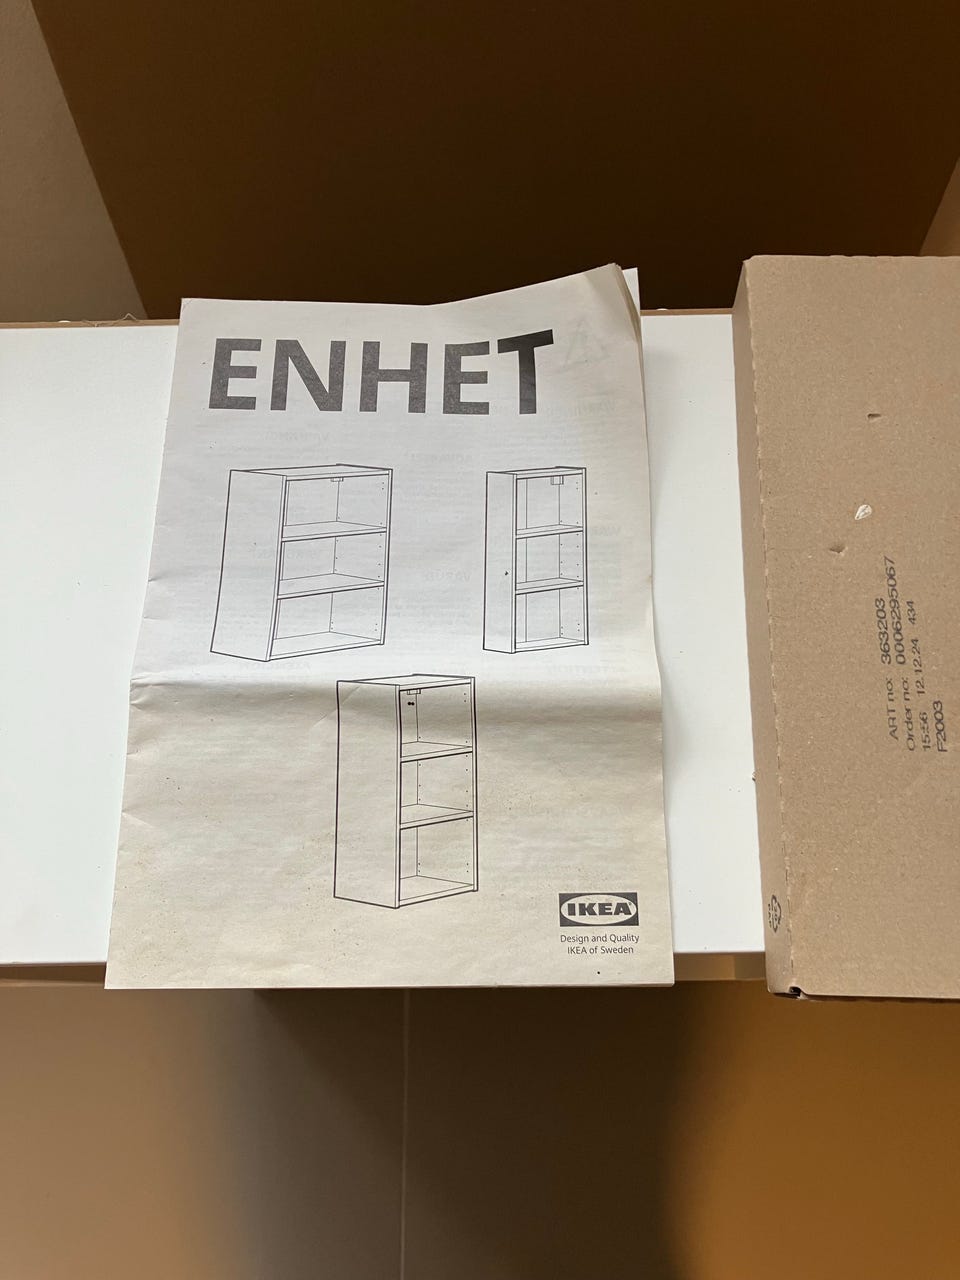 ENHET
IKEA
Design and Quality
IKEA of Sweden
ART no: 363203
Order no: 0006295067
15:56 12.12.24 434
F2003